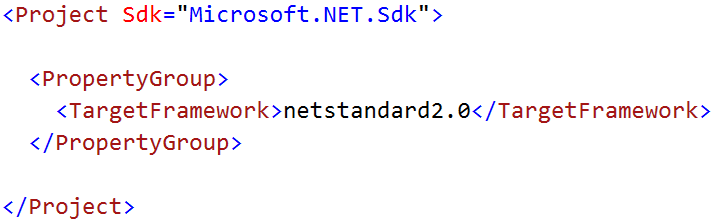 <Project Sdk="Microsoft.NET.Sdk">
<PropertyGroup>
<TargetFramework>netstandard2.0</TargetFramework>
</PropertyGroup>
</Project>